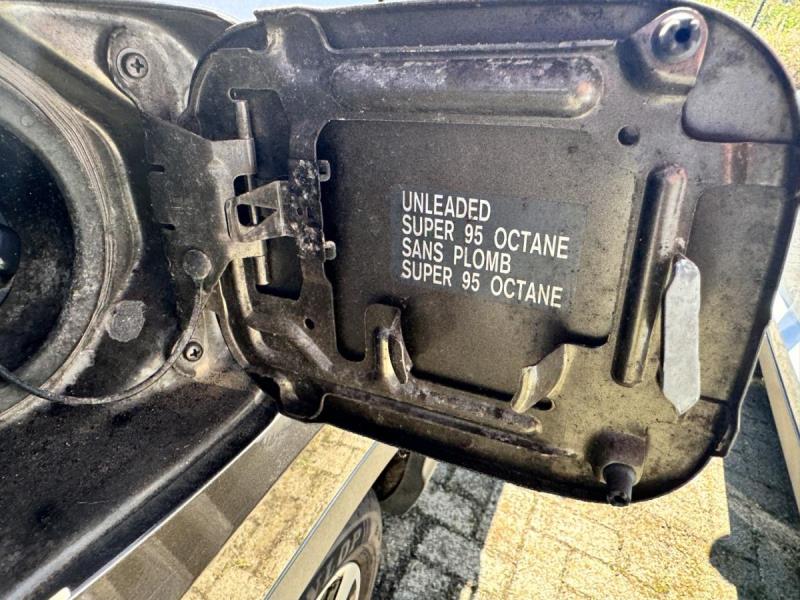 UNLEADED
SUPER 95 OCTANE
SANS PLOMB
SUPER 95 OCTANE